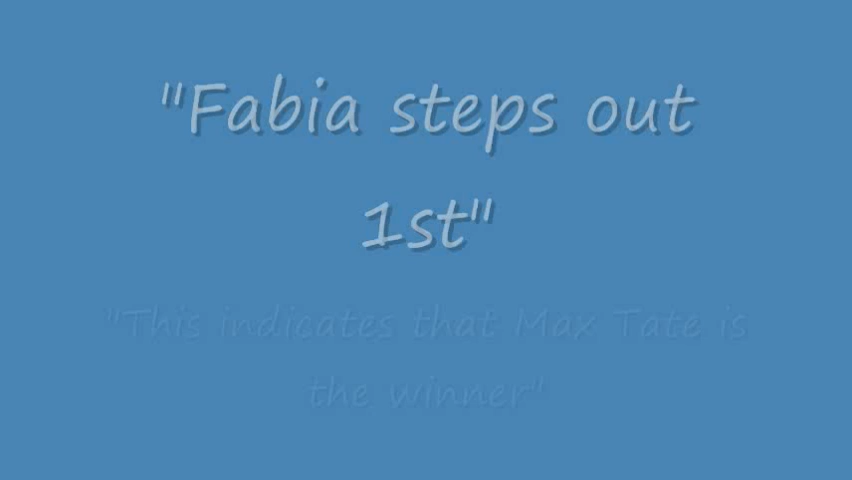 "Fabia steps out
1st"
"This indicates that Max Tate is
the winner"